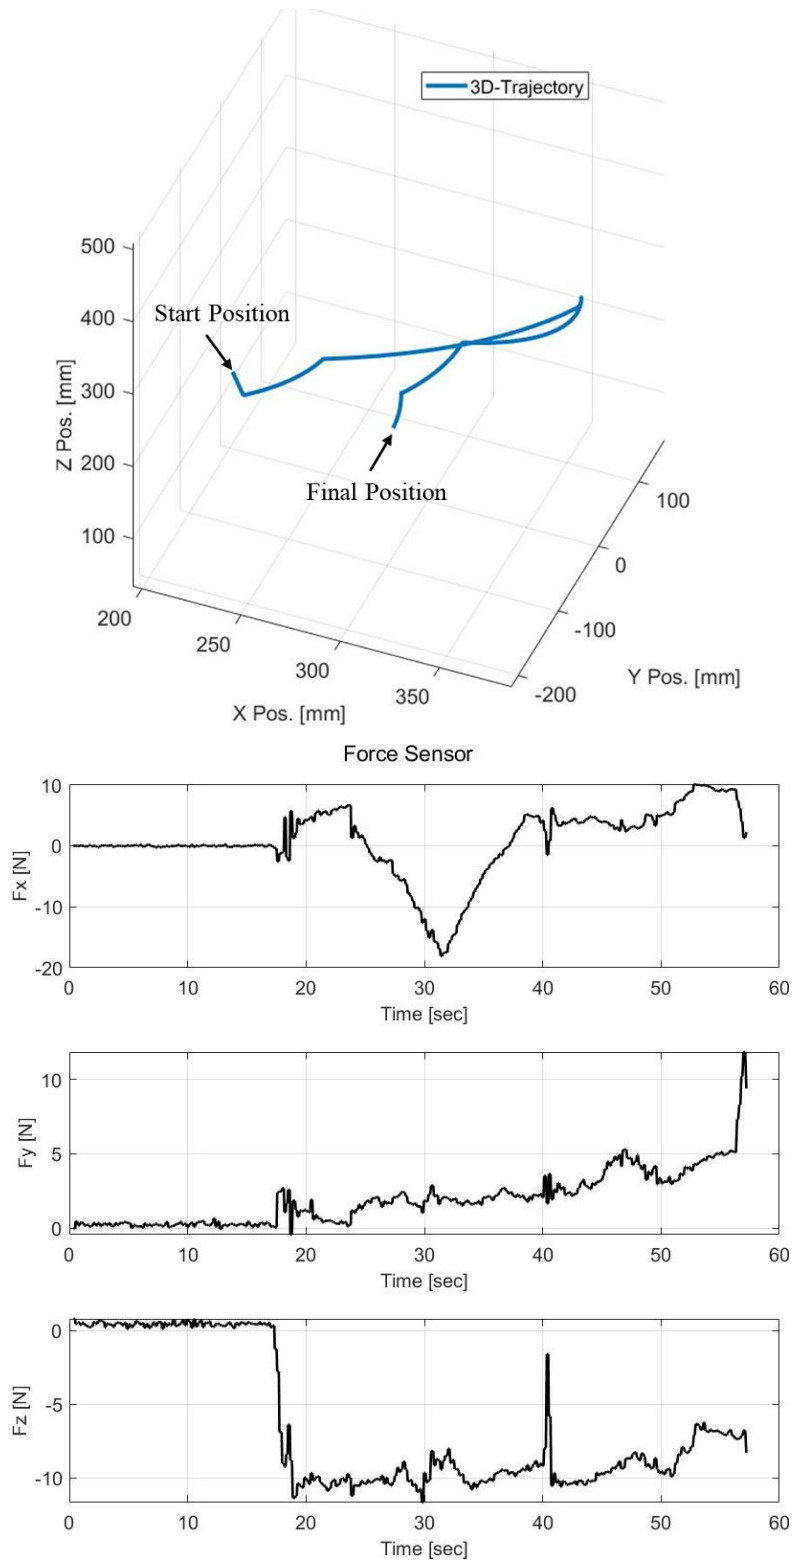 3D-Trajectory
500
400
300
200
100
Z Pos. [mm]
Start Position
Final Position
200
250
300
350
X Pos. [mm]
100
0
-100
-200
Y Pos. [mm]
Force Sensor
10
0
-10
-20
Fx [N]
0 10 20 30 40 50 60
Time [sec]
10
5
0
Fy [N]
0 10 20 30 40 50 60
Time [sec]
0
-5
-10
Fz [N]
0 10 20 30 40 50 60
Time [sec]